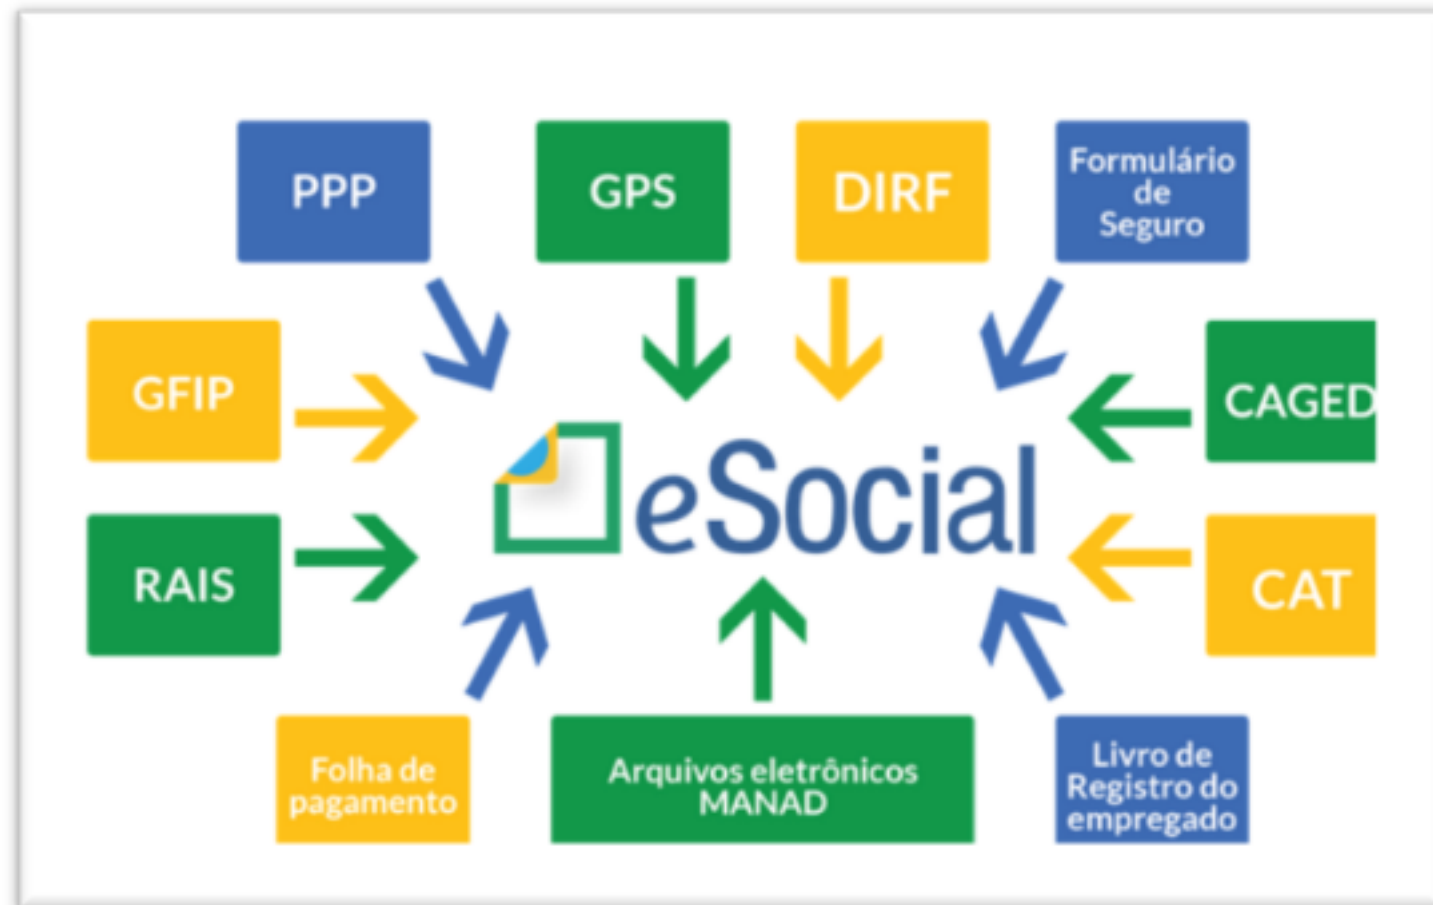 PPP
GPS
DIRF
Formulário
de
Seguro
GFIP
CAGED
eSocial
RAIS
CAT
Folha de
pagamento
Arquivos eletrônicos
MANAD
Livro de
Registro do
empregado